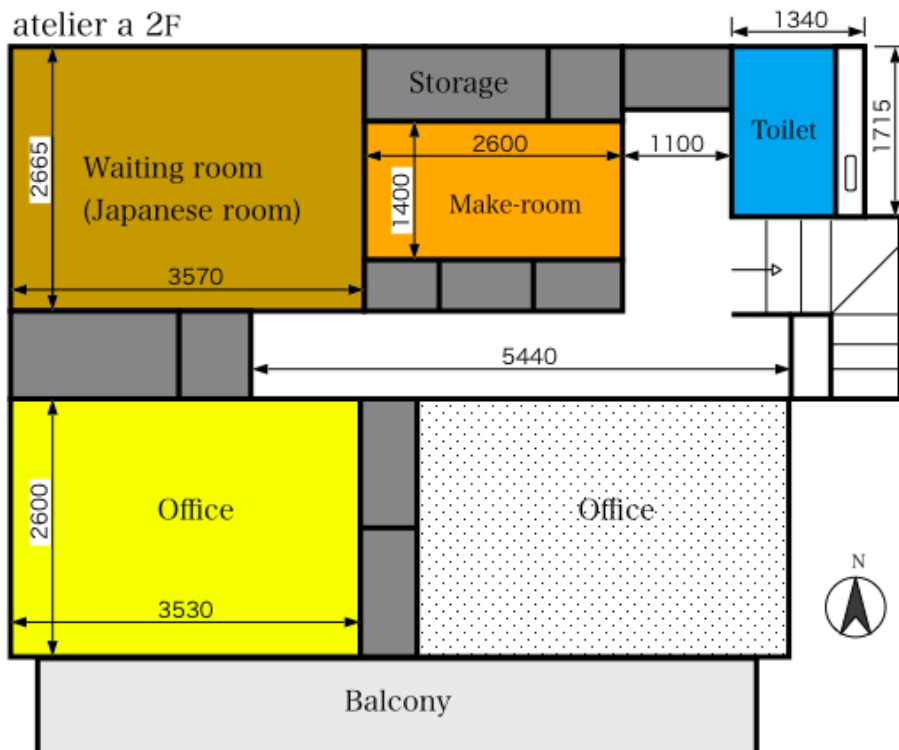 atelier a 2F
1340
Storage
2665
Waiting room
(Japanese room)
2600
1100
Toilet
1715
1400
Make-room
3570
5440
2600
Office
Office
3530
N
Balcony